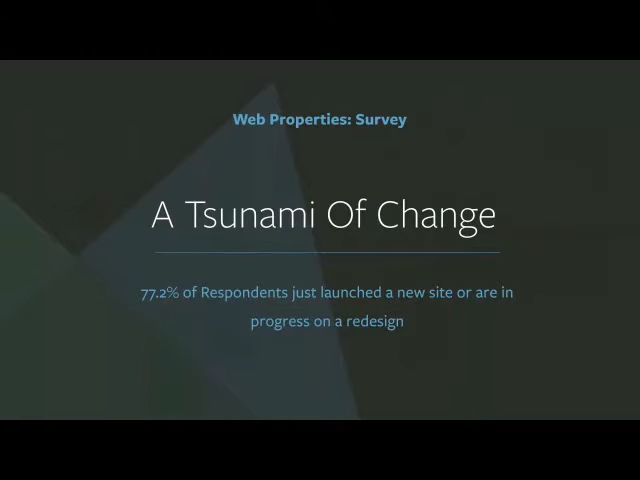 Web Properties: Survey
A Tsunami Of Change
77.2% of Respondents just launched a new site or are in
progress on a redesign